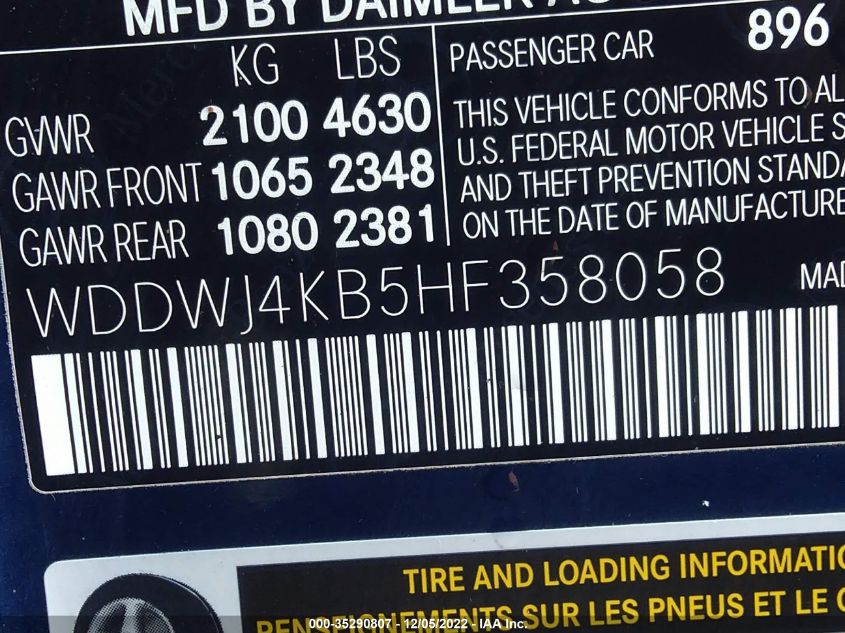 MFD BY DAIMLER AG
KG LBS
GVWR 2100 4630
GAWR FRONT 1065 2348
GAWR REAR 1080 2381
PASSENGER CAR 896
THIS VEHICLE CONFORMS TO AL
U.S. FEDERAL MOTOR VEHICLE S
AND THEFT PREVENTION STANDA
ON THE DATE OF MANUFACTURE
WDDWJ4KB5HF358058 MAD
TIRE AND LOADING INFORMATIO
RENSEIGNEMENTS SUR LES PNEUS ET LE C
000-35290807 - 12/05/2022 - IAA Inc.